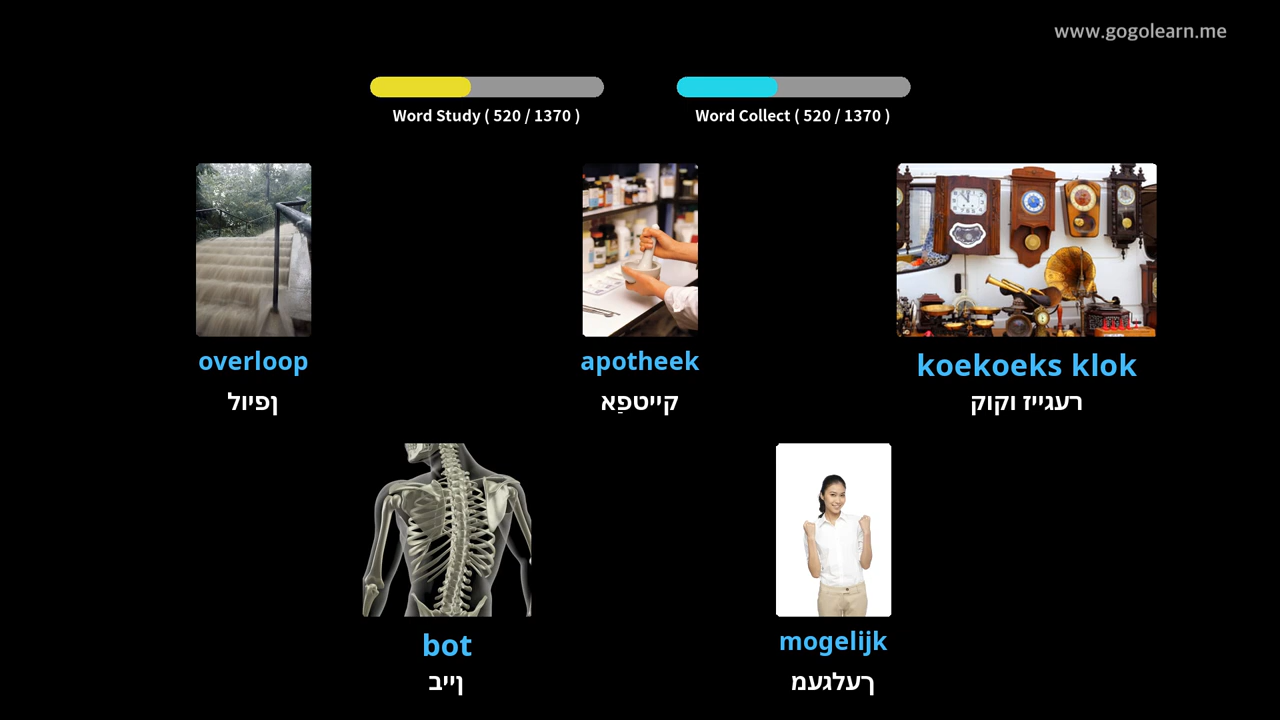 www.gogolearn.me
Word Study ( 520 / 1370 )
Word Collect ( 520 / 1370 )
overloop
ןפיול
apotheek
קייטפַא
koekoeks klok
רעגייז וקוק
bot
ןייב
mogelijk
ךעלגעמ